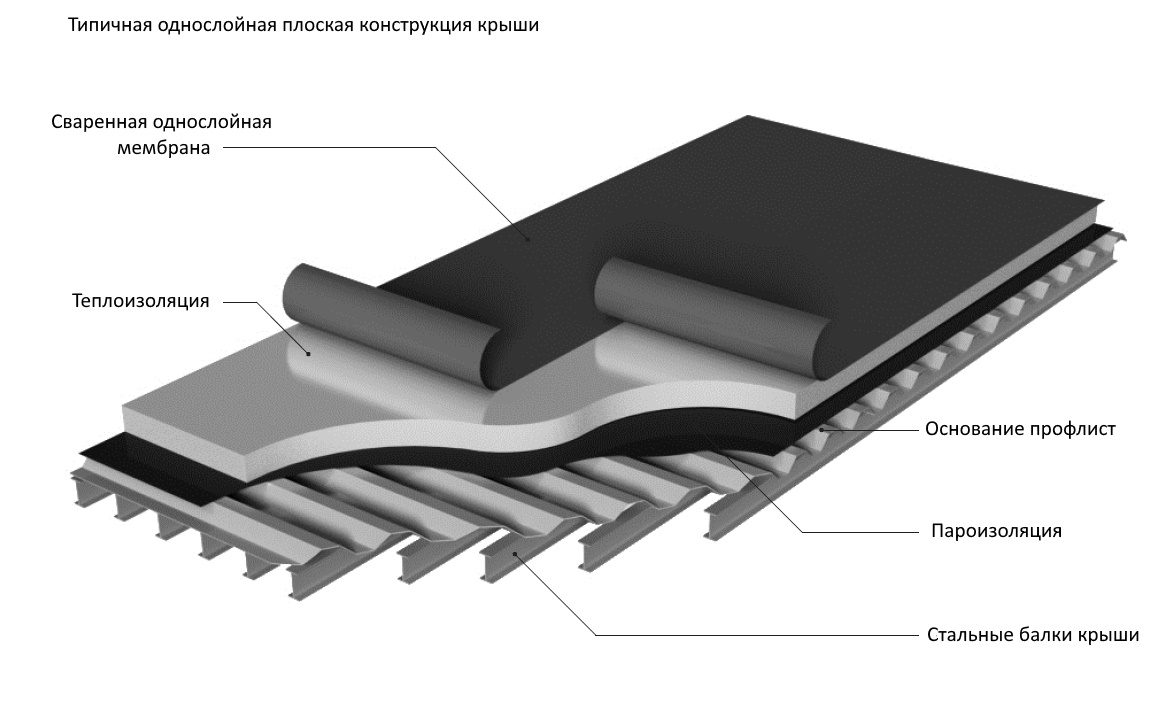 Типичная однослойная плоская конструкция крыши
Сваренная однослойная
мембрана
Теплоизоляция
Основание профлист
Пароизоляция
Стальные балки крыши